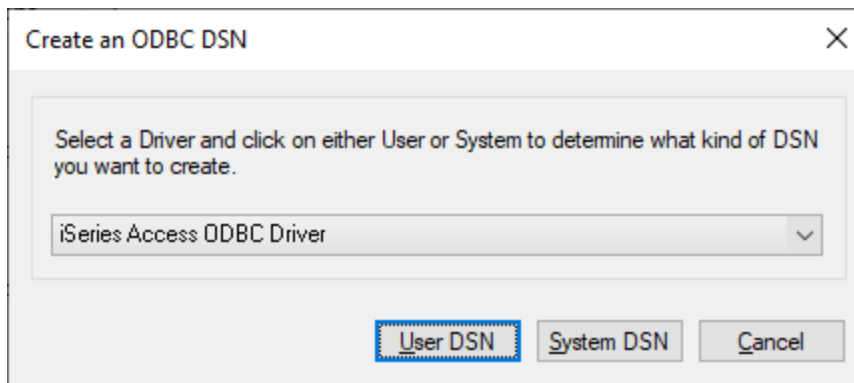 Create an ODBC DSN
Select a Driver and click on either User or System to determine what kind of DSN
you want to create.
iSeries Access ODBC Driver
User DSN System DSN Cancel